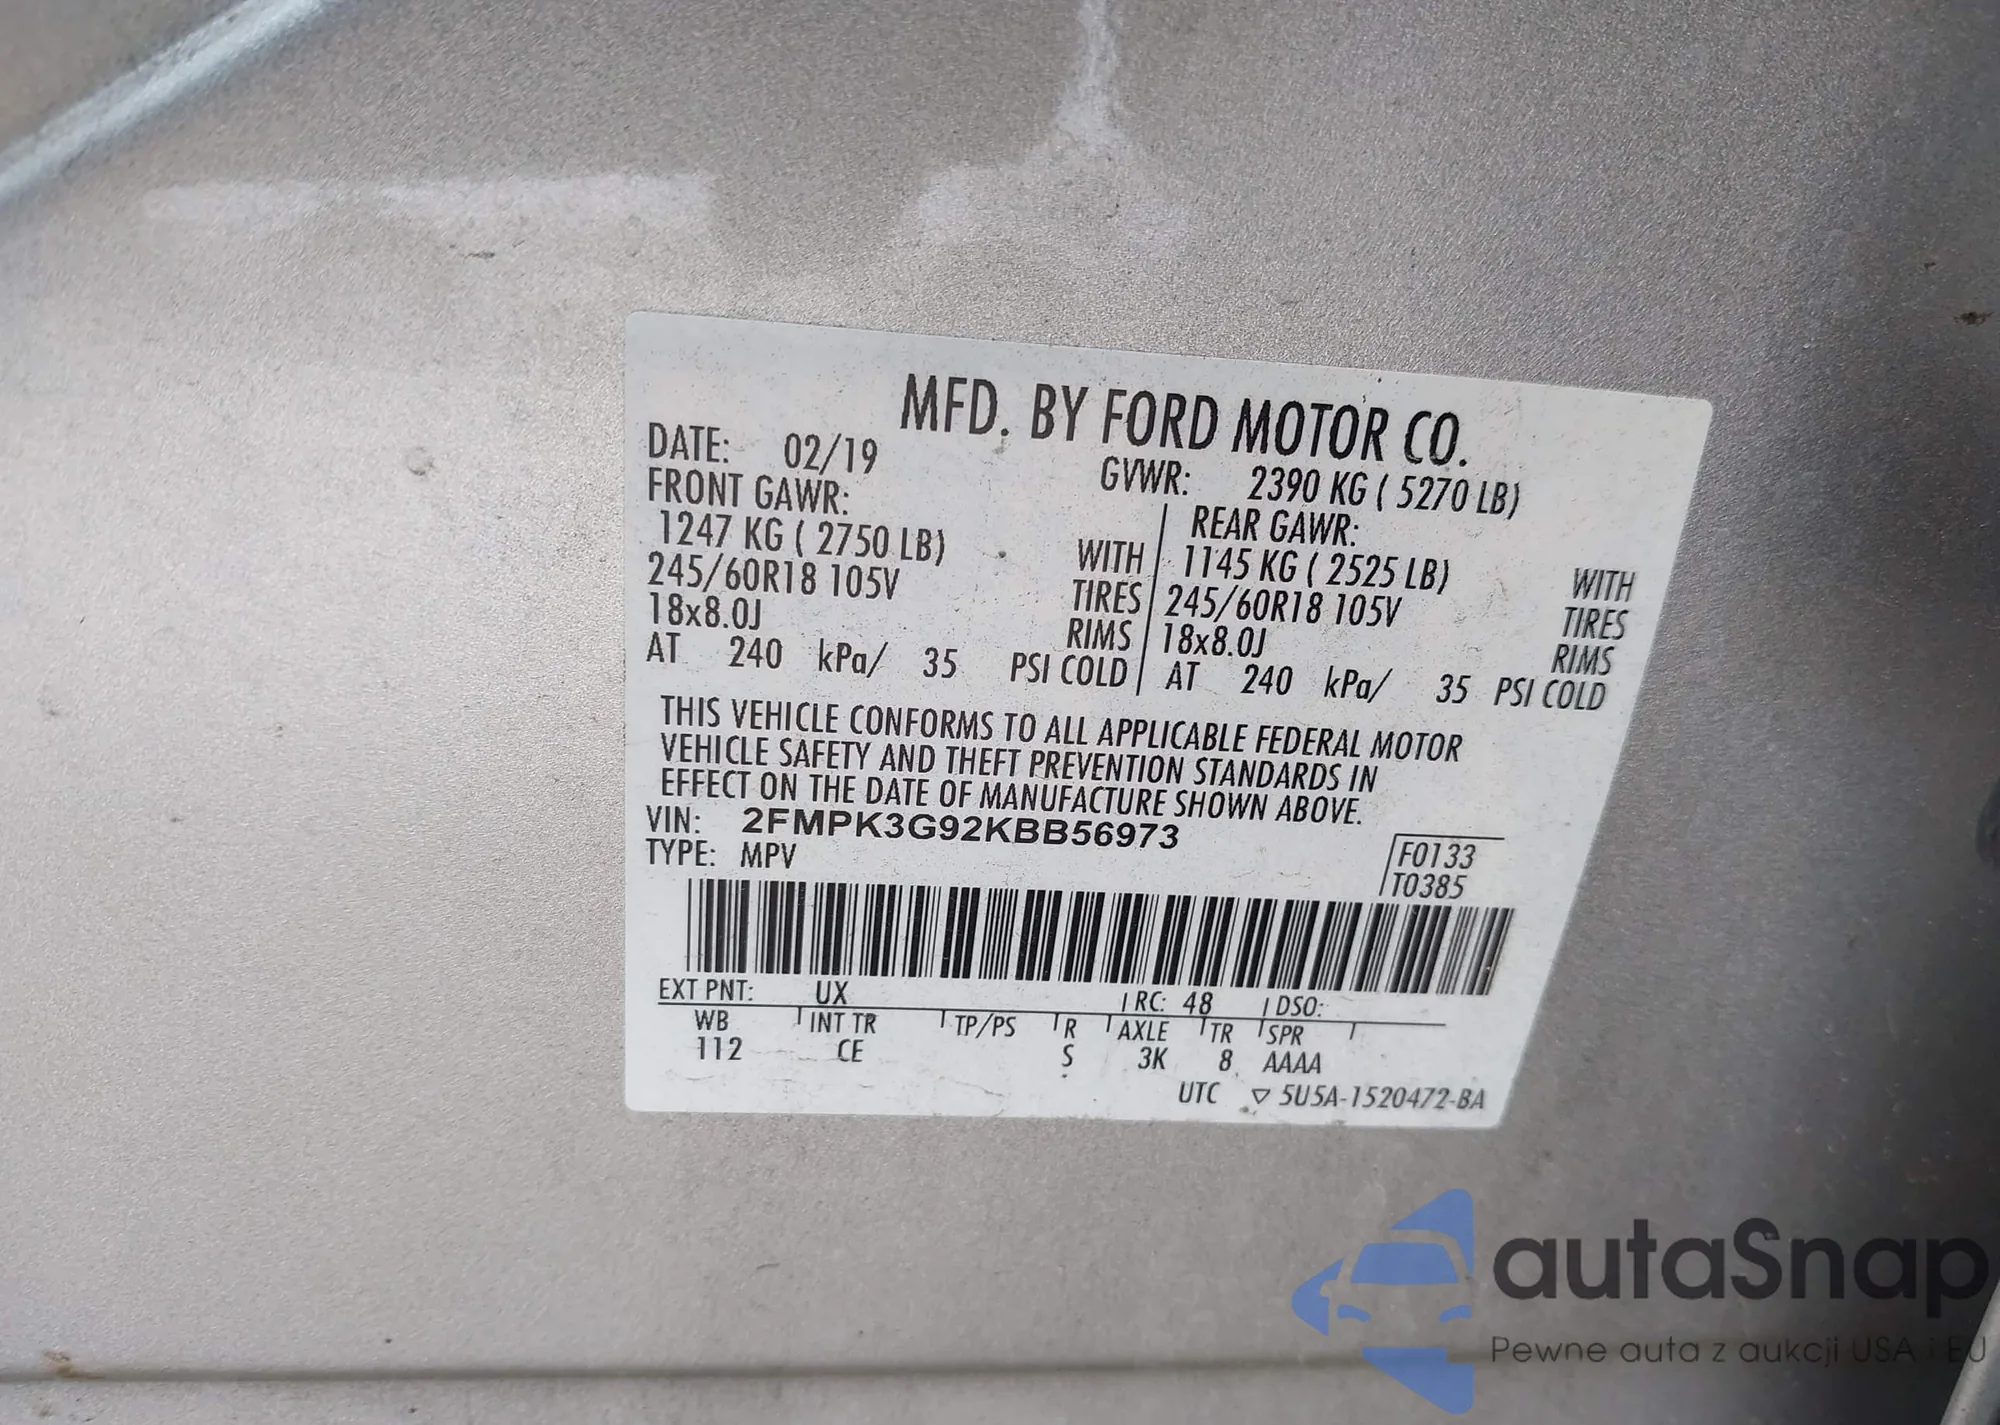 MFD. BY FORD MOTOR CO.
DATE: 02/19 GVWR: 2390 KG ( 5270 LB)
FRONT GAWR: REAR GAWR:
1247 KG ( 2750 LB) WITH 1145 KG ( 2525 LB) WITH
245/60R18 105V TIRES 245/60R18 105V TIRES
18x8.0J RIMS 18x8.0J RIMS
AT 240 kPa/ 35 PSI COLD AT 240 kPa/ 35 PSI COLD
THIS VEHICLE CONFORMS TO ALL APPLICABLE FEDERAL MOTOR
VEHICLE SAFETY AND THEFT PREVENTION STANDARDS IN
EFFECT ON THE DATE OF MANUFACTURE SHOWN ABOVE.
VIN: 2FMPK3G92KBB56973
TYPE: MPV
F0133
T0385
EXT PNT: UX RC: 48 DSO:
WB INT TR TP/PS R AXLE TR SPR
112 CE S 3K 8 AAAA
UTC ▽ 5U5A-1520472-BA
autaSnap
Pewne auta z aukcji USA i EU